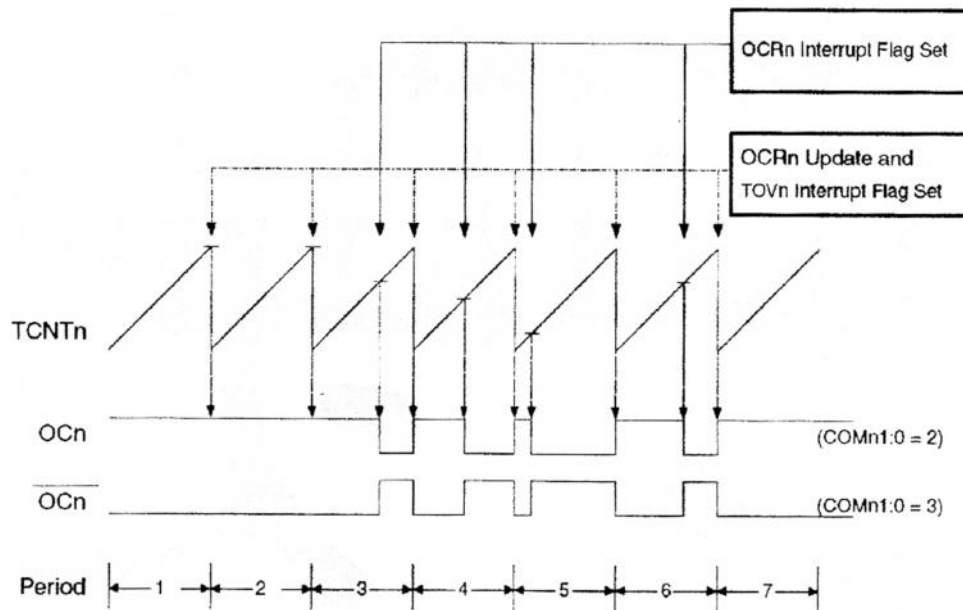 OCRn Interrupt Flag Set
OCRn Update and
TOVn Interrupt Flag Set
TCNTn
OCn
(COMn1:0 = 2)
OCn
(COMn1:0 = 3)
Period 1 2 3 4 5 6 7